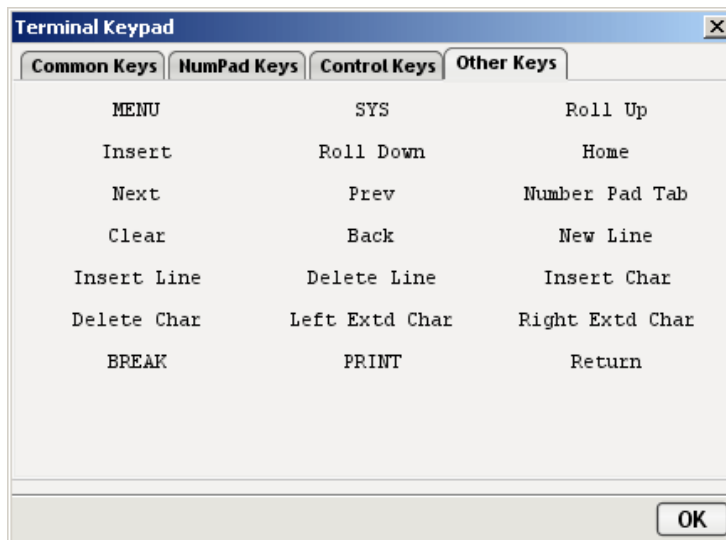 Terminal Keypad
Common Keys NumPad Keys Control Keys Other Keys
MENU SYS Roll Up
Insert Roll Down Home
Next Prev Number Pad Tab
Clear Back New Line
Insert Line Delete Line Insert Char
Delete Char Left Extd Char Right Extd Char
BREAK PRINT Return
OK